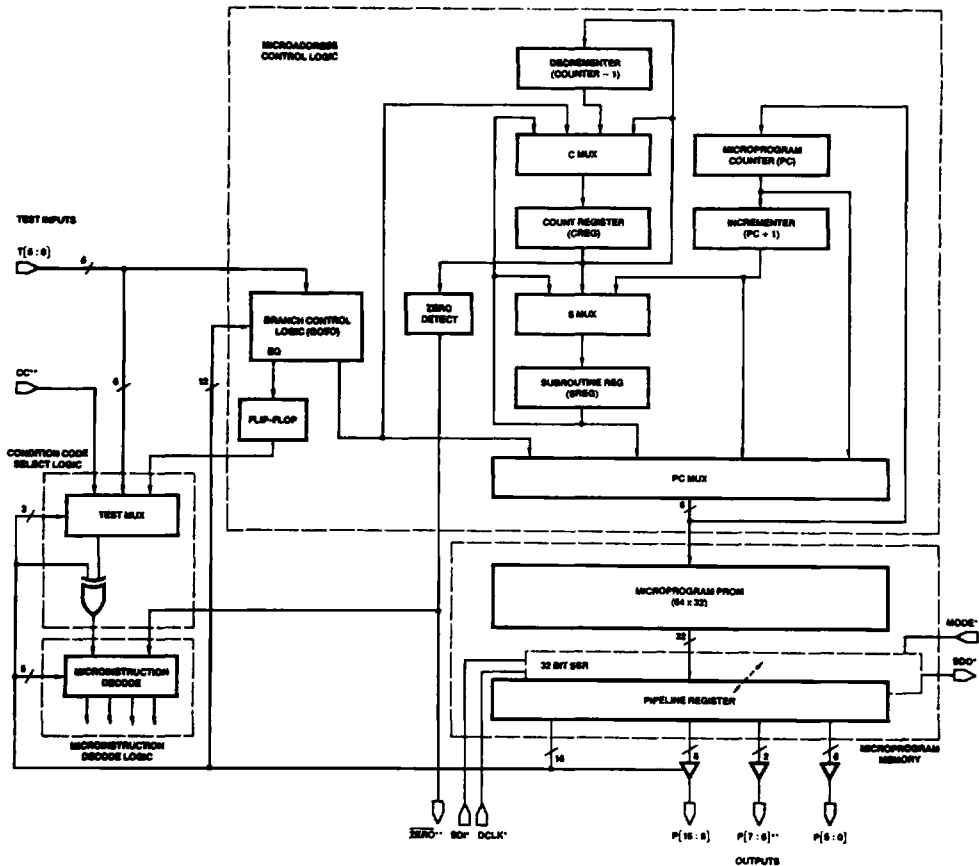 MICROADDRESS
CONTROL LOGIC
DECREMENTER
(COUNTER – 1)
C MUX
MICROPROGRAM
COUNTER (PC)
TEST INPUTS
COUNT REGISTER
(CREG)
INCREMENTER
(PC + 1)
6
BRANCH CONTROL
LOGIC (GOTO)
EQ
ZERO
DETECT
S MUX
CC**
6
12
SUBROUTINE REG
(SREG)
FLIP-FLOP
CONDITION CODE
SELECT LOGIC
PC MUX
3
TEST MUX
6
MICROPROGRAM PROM
(64 x 32)
MODE*
32
32 BIT SSR
SDO*
5
MICROINSTRUCTION
DECODE
PIPELINE REGISTER
MICROINSTRUCTION
DECODE LOGIC
16
8
2
6
MICROPROGRAM
MEMORY
ZERO**
SDI*
DCLK*
P[15 : 8]
P[7 : 6]**
P[5 : 0]
OUTPUTS